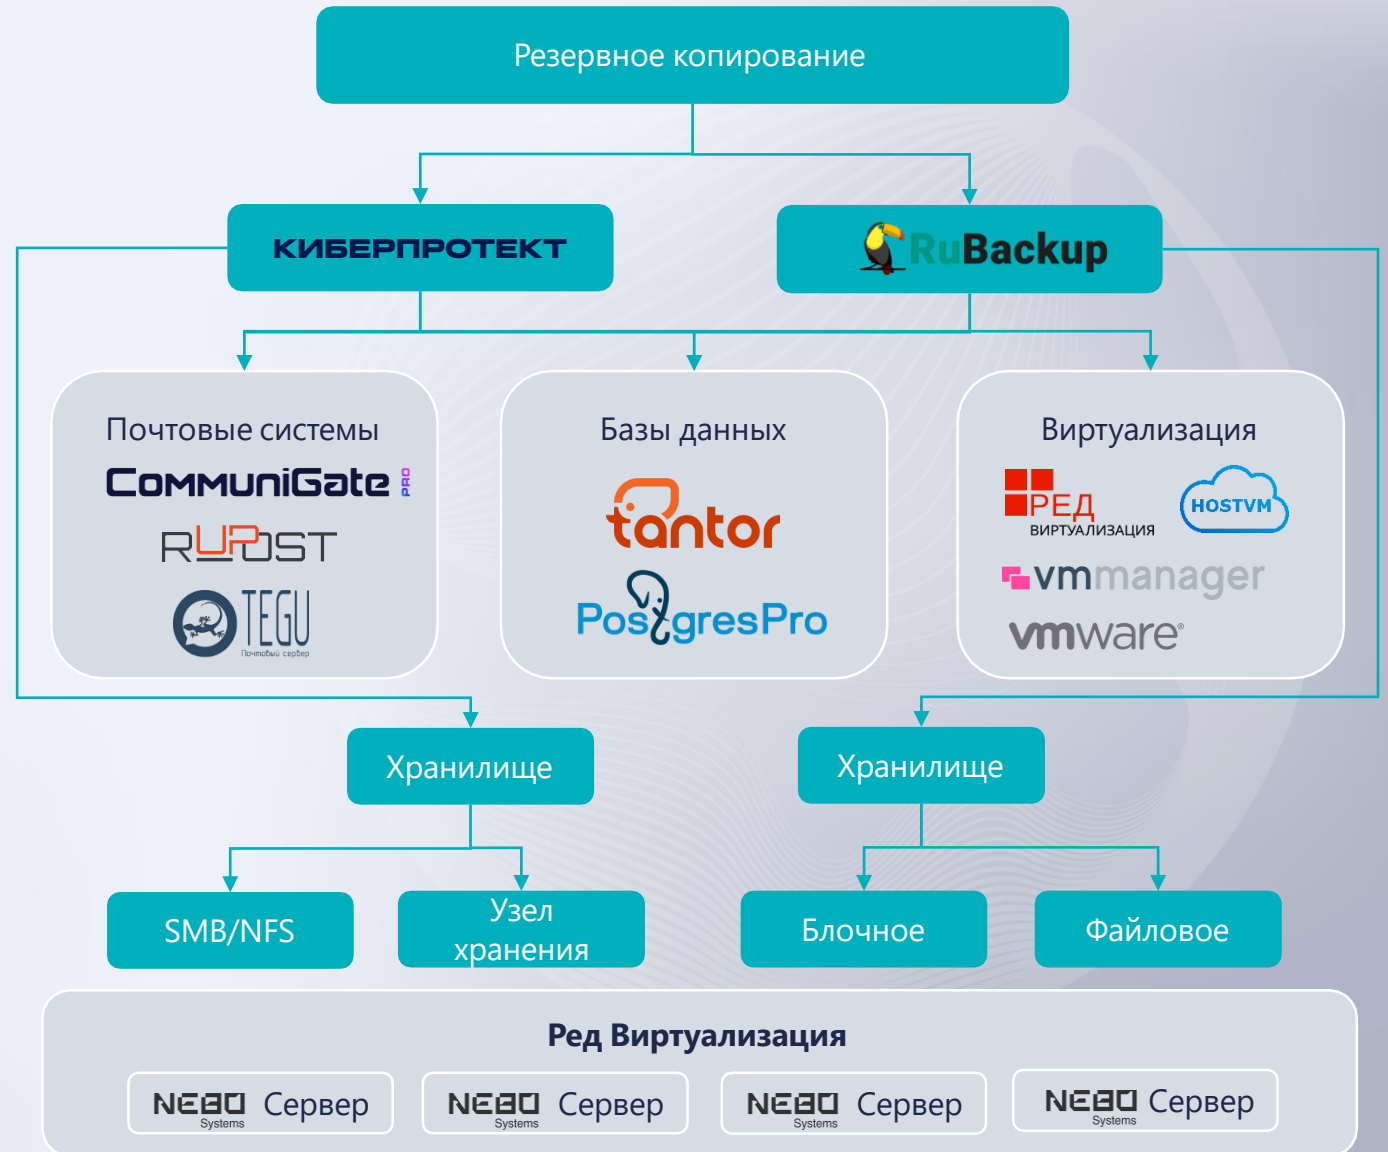 Резервное копирование
КИБЕРПРОТЕКТ
RuBackup
Почтовые системы
CommuniGate PRO
RUPOST
TEGU
Почтовый сервер
Базы данных
tantor
PostgresPro
Виртуализация
РЕД
ВИРТУАЛИЗАЦИЯ
HOSTVM
vmmanager
vmware®
Хранилище
Хранилище
SMB/NFS
Узел
хранения
Блочное
Файловое
Ред Виртуализация
NEBO Systems Сервер
NEBO Systems Сервер
NEBO Systems Сервер
NEBO Systems Сервер